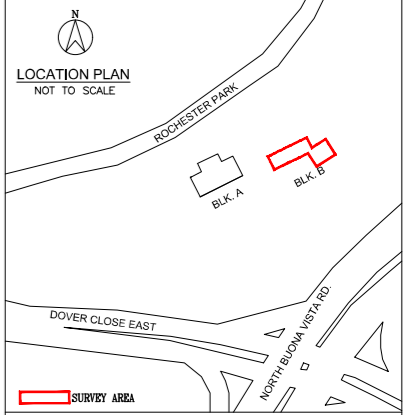 N
LOCATION PLAN
NOT TO SCALE
ROCHESTER PARK
BLK. A
BLK. B
DOVER CLOSE EAST
NORTH BUONA VISTA RD.
SURVEY AREA